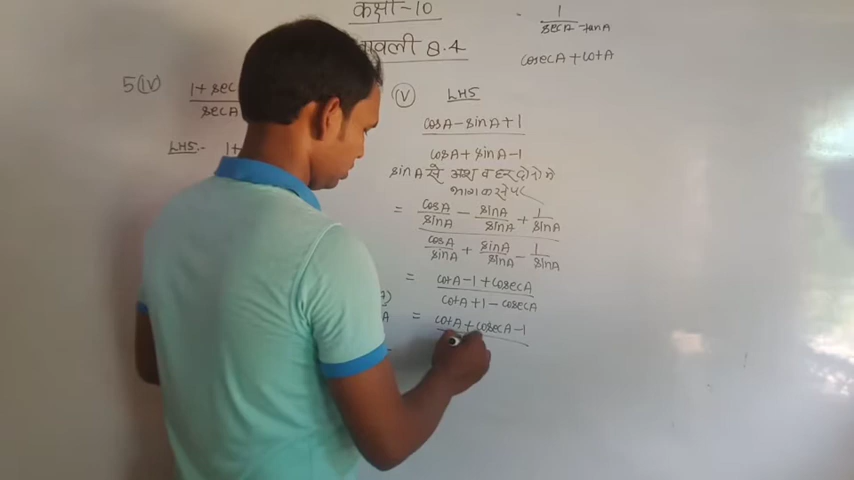 कक्षा-10
8.4
5(iv) 1+ sec
secA
LHS:- 1+
- 1
secA - tanA
cosecA + cotA
(v) LHS
cosA - sinA + 1
cosA + sinA - 1
sinA से अंश व हर दोनो मे
भाग करने पर
= cosA/sinA - sinA/sinA + 1/sinA
cosA/sinA + sinA/sinA - 1/sinA
= cotA - 1 + cosecA
cotA + 1 - cosecA
= cotA + cosecA - 1